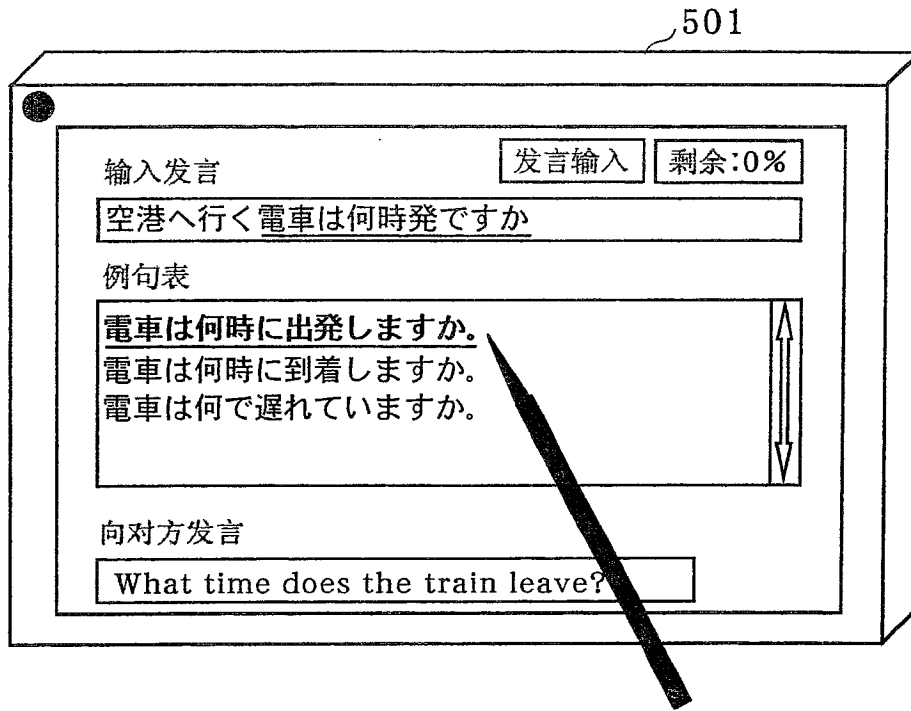 501
输入发言
发言输入
剩余:0%
空港へ行く電車は何時発ですか
例句表
電車は何時に出発しますか。
電車は何時に到着しますか。
電車は何で遅れていますか。
向对方发言
What time does the train leave?